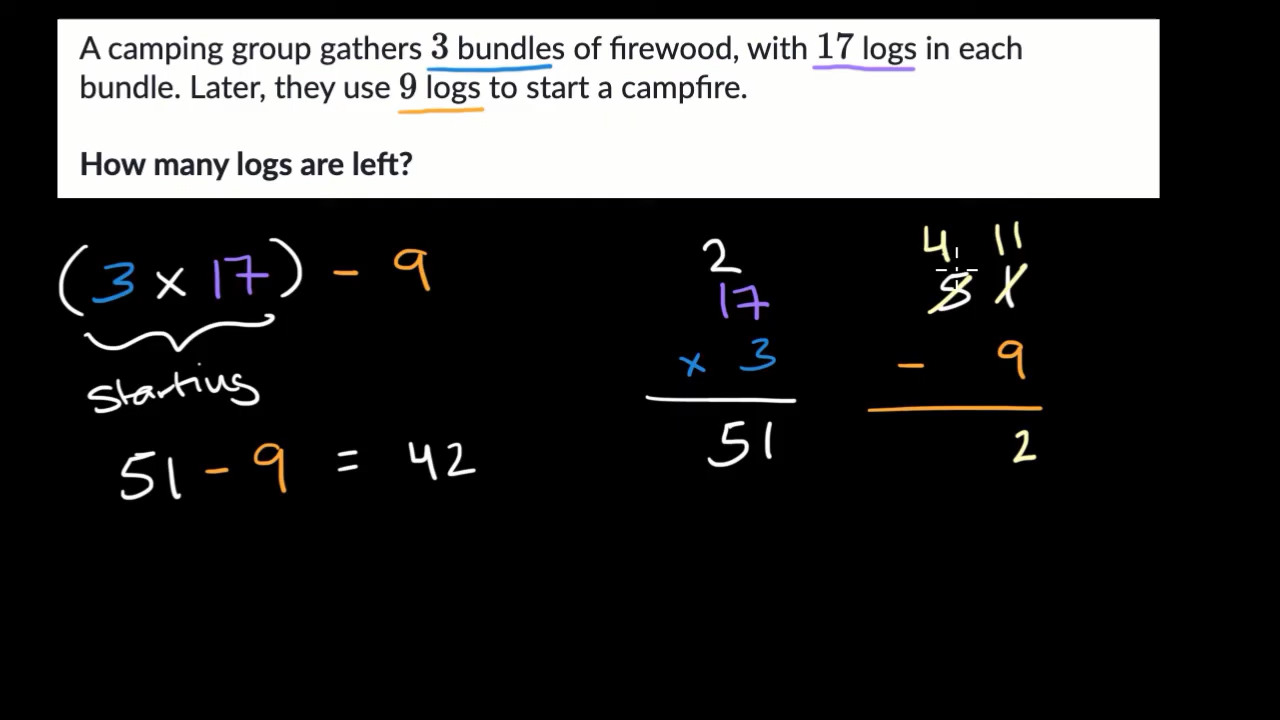 A camping group gathers 3 bundles of firewood, with 17 logs in each
bundle. Later, they use 9 logs to start a campfire.
How many logs are left?
(3 x 17) - 9
starting
51 - 9 = 42
2
17
x 3
51
4 11
5 1
- 9
2